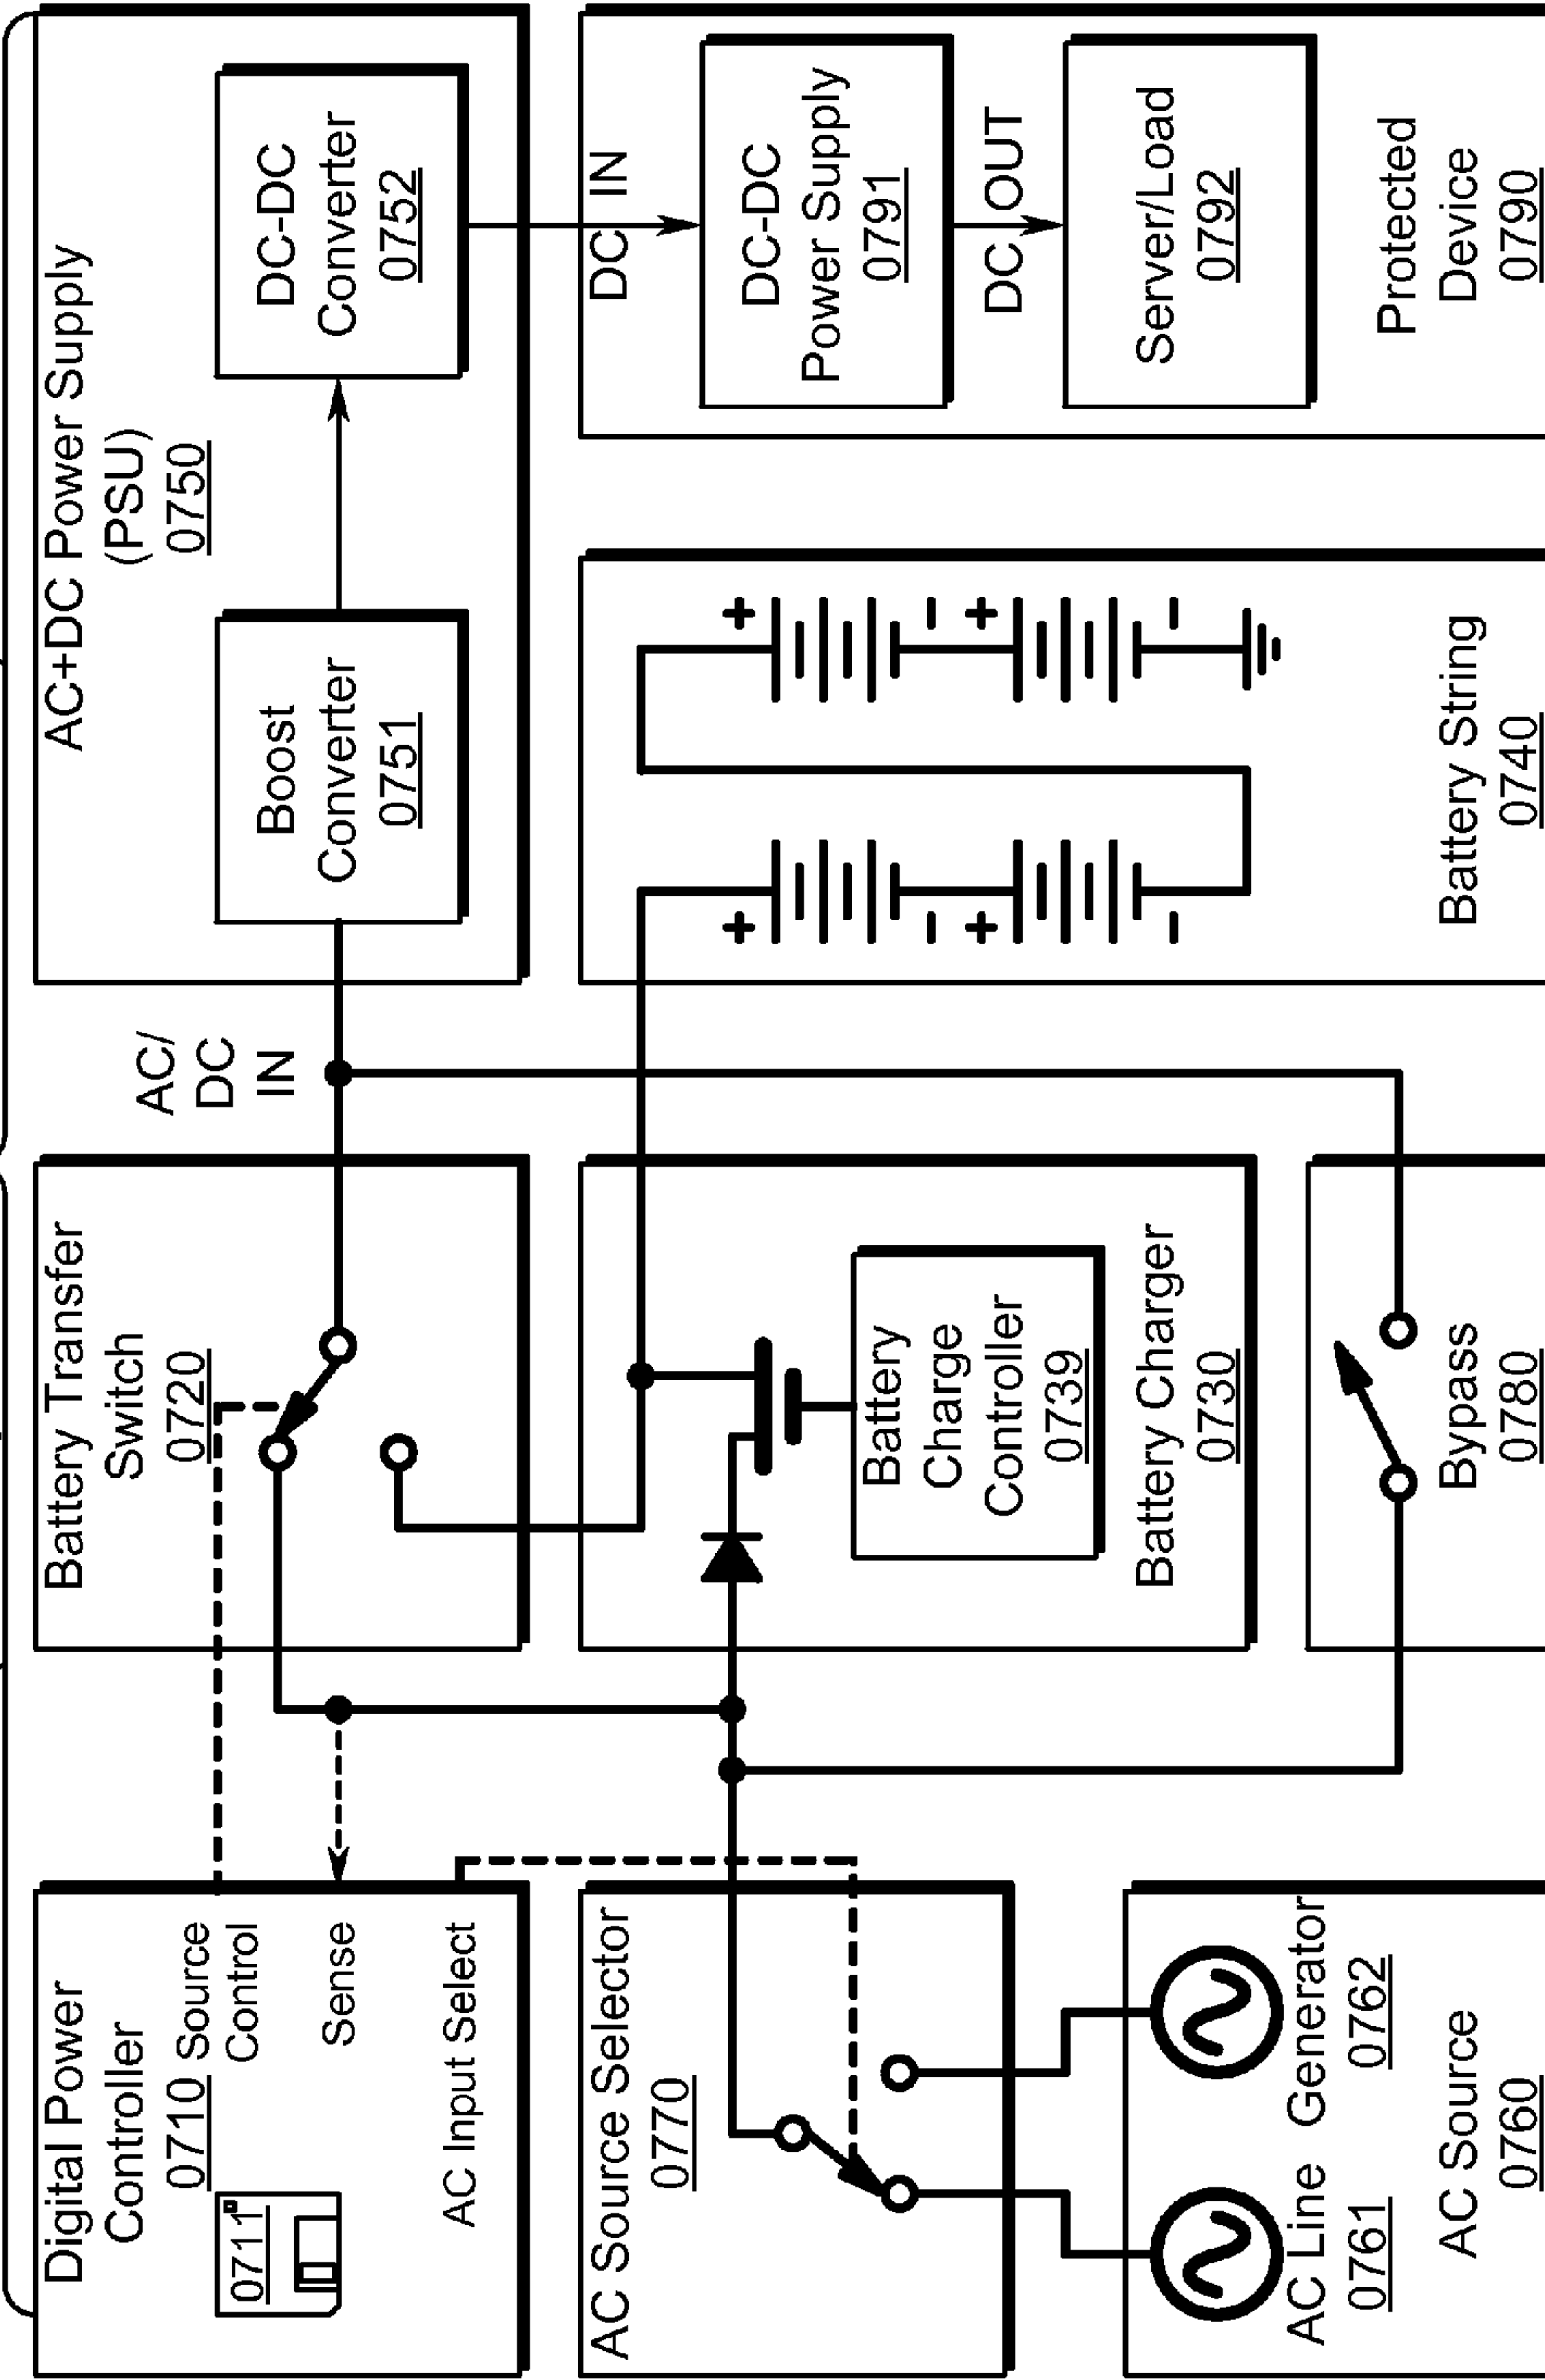 Digital Power
Controller
0710
Source
Control
0711
Sense
AC Input Select
Battery Transfer
Switch
0720
AC/
DC
IN
AC+DC Power Supply
(PSU)
0750
Boost
Converter
0751
DC-DC
Converter
0752
AC Source Selector
0770
Battery
Charge
Controller
0739
Battery Charger
0730
+
+
−
−
+
+
−
−
Battery String
0740
DC IN
DC-DC
Power Supply
0791
DC OUT
Server/Load
0792
Protected
Device
0790
AC Line
0761
Generator
0762
AC Source
0760
Bypass
0780